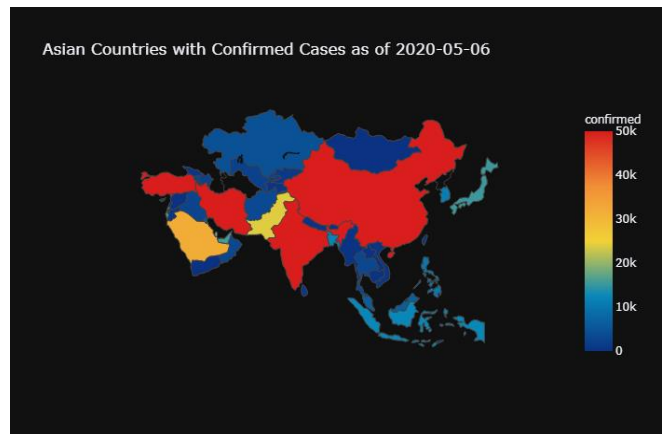 Asian Countries with Confirmed Cases as of 2020-05-06
confirmed
50k
40k
30k
20k
10k
0